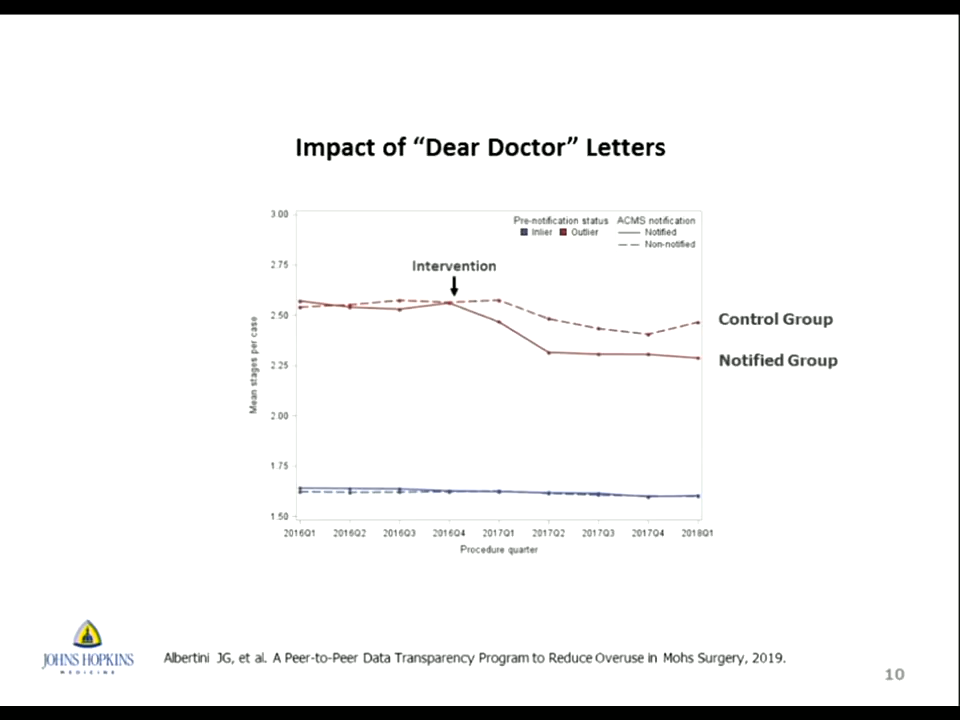 Impact of “Dear Doctor” Letters
3.00
2.75
2.50
2.25
2.00
1.75
1.50
Mean stages per case
Pre-notification status ACMS notification
Inlier Outlier Notified
Non-notified
Intervention
Control Group
Notified Group
2016Q1 2016Q2 2016Q3 2016Q4 2017Q1 2017Q2 2017Q3 2017Q4 2018Q1
Procedure quarter
JOHNS HOPKINS
MEDICINE
Albertini JG, et al. A Peer-to-Peer Data Transparency Program to Reduce Overuse in Mohs Surgery, 2019.
10